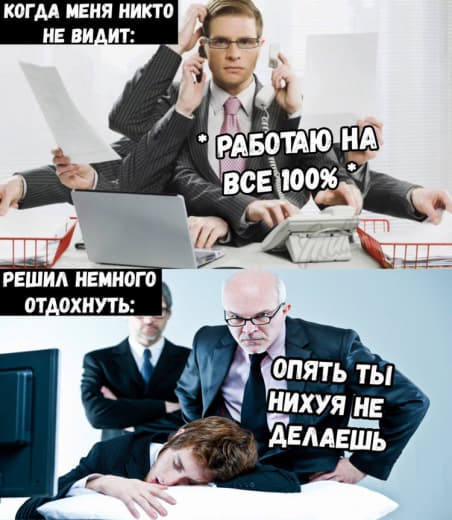 КОГДА МЕНЯ НИКТО
НЕ ВИДИТ:
* РАБОТАЮ НА
ВСЕ 100% *
РЕШИЛ НЕМНОГО
ОТДОХНУТЬ:
ОПЯТЬ ТЫ
НИХУЯ НЕ
ДЕЛАЕШЬ